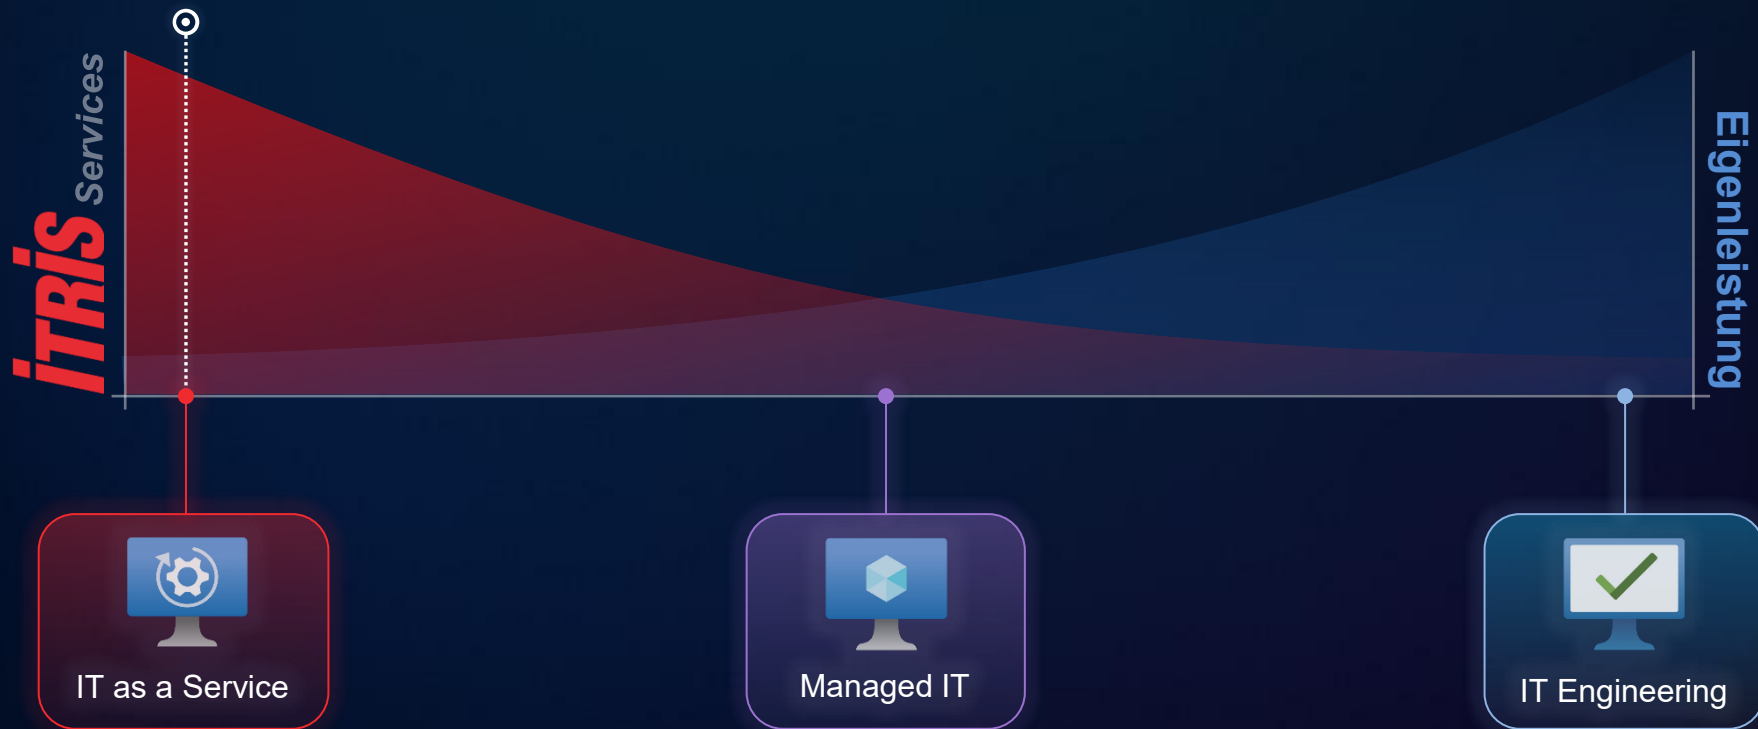 iTRiS Services
Eigenleistung
IT as a Service
Managed IT
IT Engineering